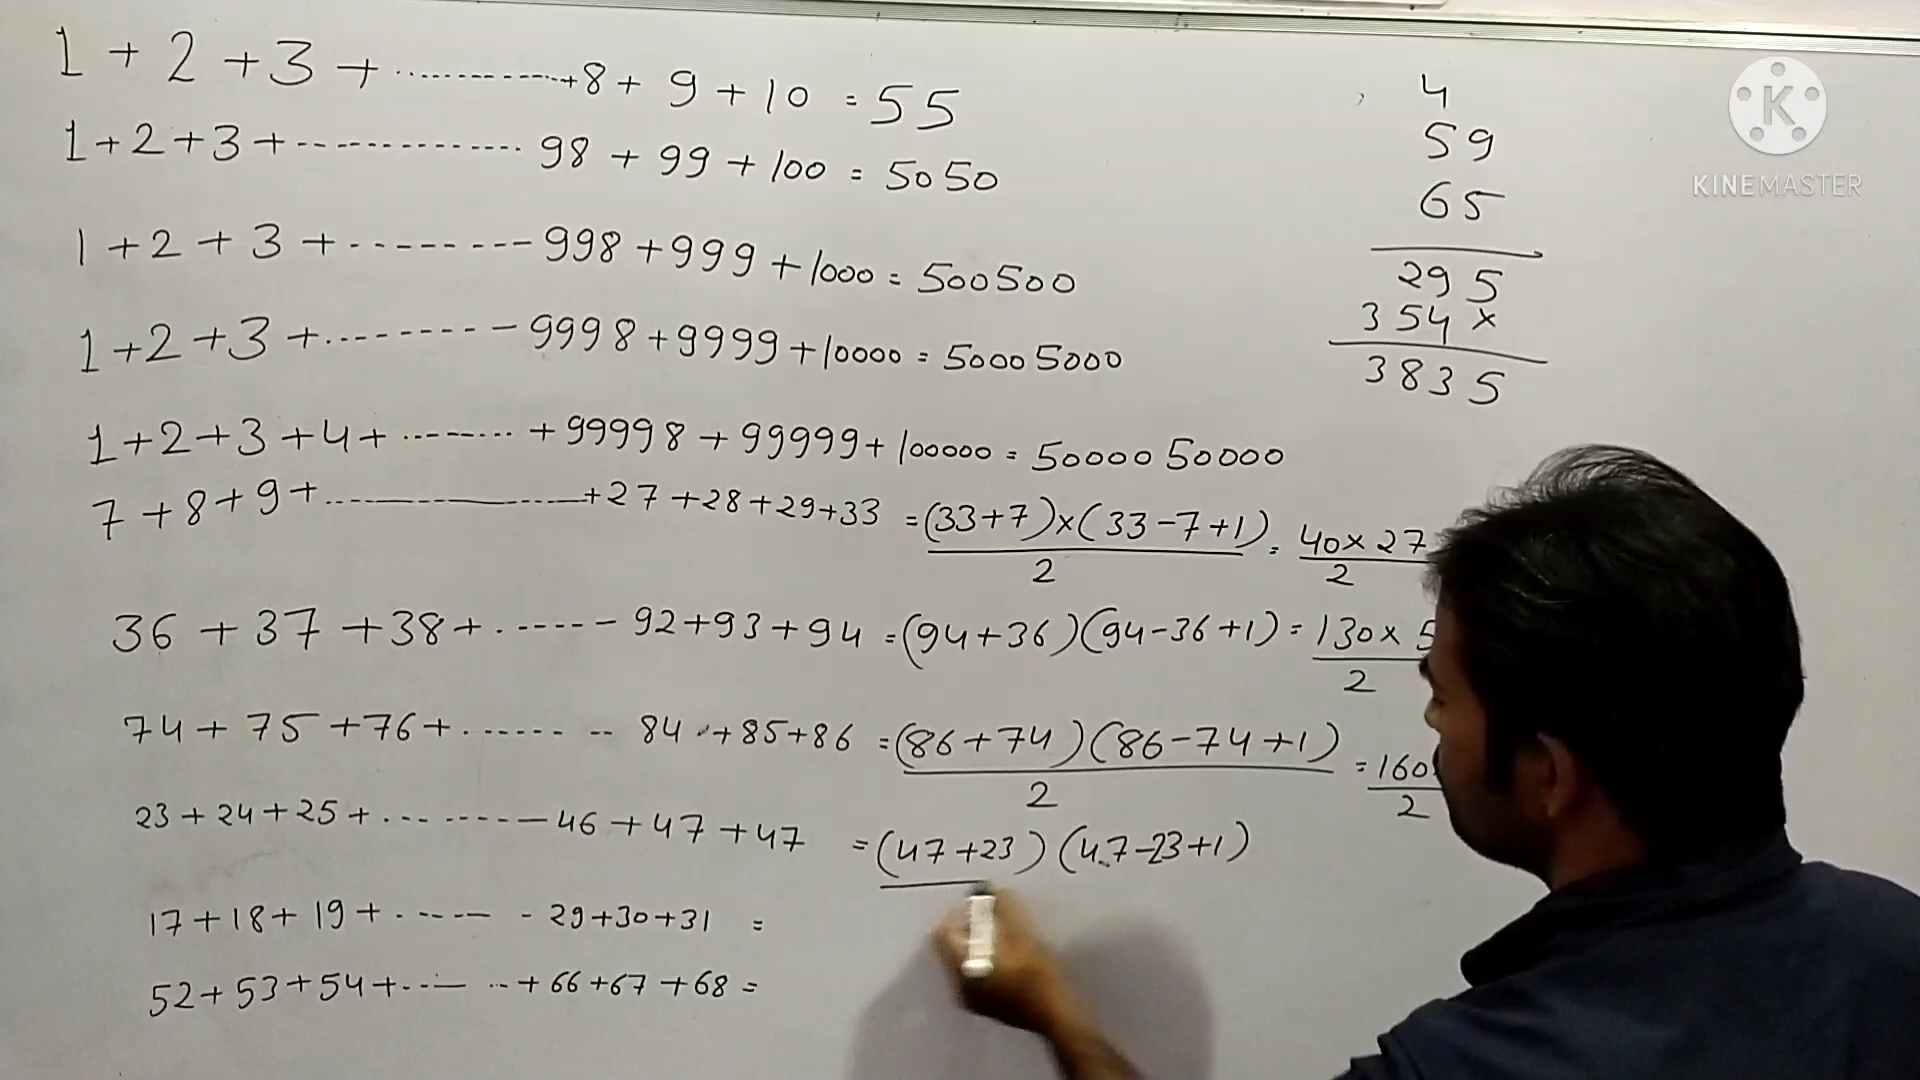 1 + 2 + 3 + ............ + 8 + 9 + 10 = 55
1 + 2 + 3 + -------------. 98 + 99 + 100 = 5050
1 + 2 + 3 + --------- 998 + 999 + 1000 = 500500
1 + 2 + 3 + ..------- 9998 + 9999 + 10000 = 50005000
1 + 2 + 3 + 4 + ......... + 99998 + 99999 + 100000 = 5000050000
7 + 8 + 9 + ............ + 27 + 28 + 29 + 33 = (33+7)×(33-7+1)/2 = 40×27/2
36 + 37 + 38 + .------ 92 + 93 + 94 = (94+36)(94-36+1) = 130×5/2
74 + 75 + 76 + ........ 84 + 85 + 86 = (86+74)(86-74+1)/2 = 160/2
23 + 24 + 25 + ......... 46 + 47 + 47 = (47+23)(47-23+1)
17 + 18 + 19 + ....... 29 + 30 + 31 =
52 + 53 + 54 + ...... + 66 + 67 + 68 =
4
59
65
295
354×
3835
K
KINEMASTER